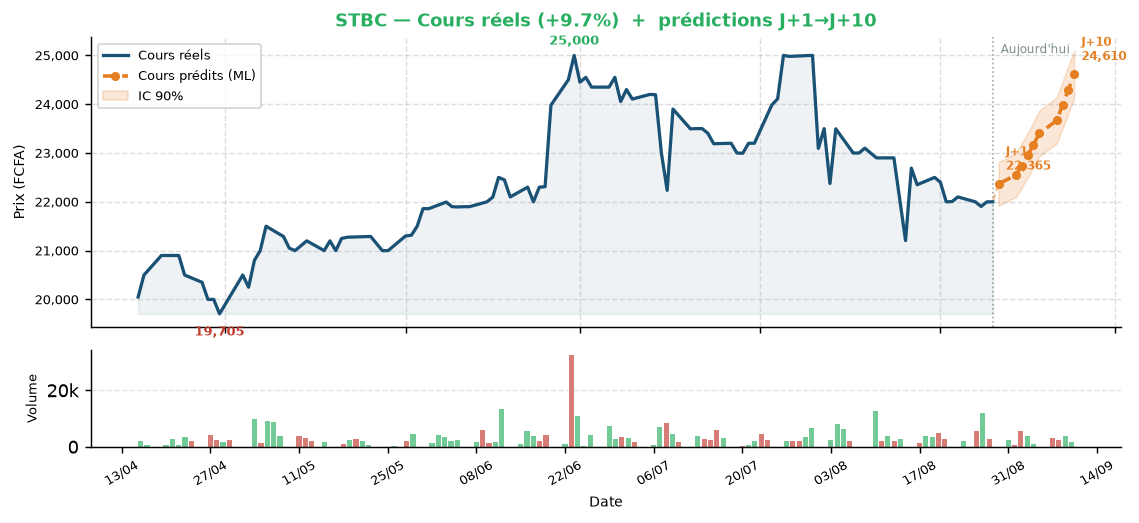 STBC — Cours réels (+9.7%)  +  prédictions J+1→J+10
25,000
J+10
24,610
Aujourd'hui
Cours réels
Cours prédits (ML)
IC 90%
Prix (FCFA)
25,000
24,000
23,000
22,000
21,000
20,000
J+1
22,365
19,705
Volume
20k
0
13/04
27/04
11/05
25/05
08/06
22/06
06/07
20/07
03/08
17/08
31/08
14/09
Date